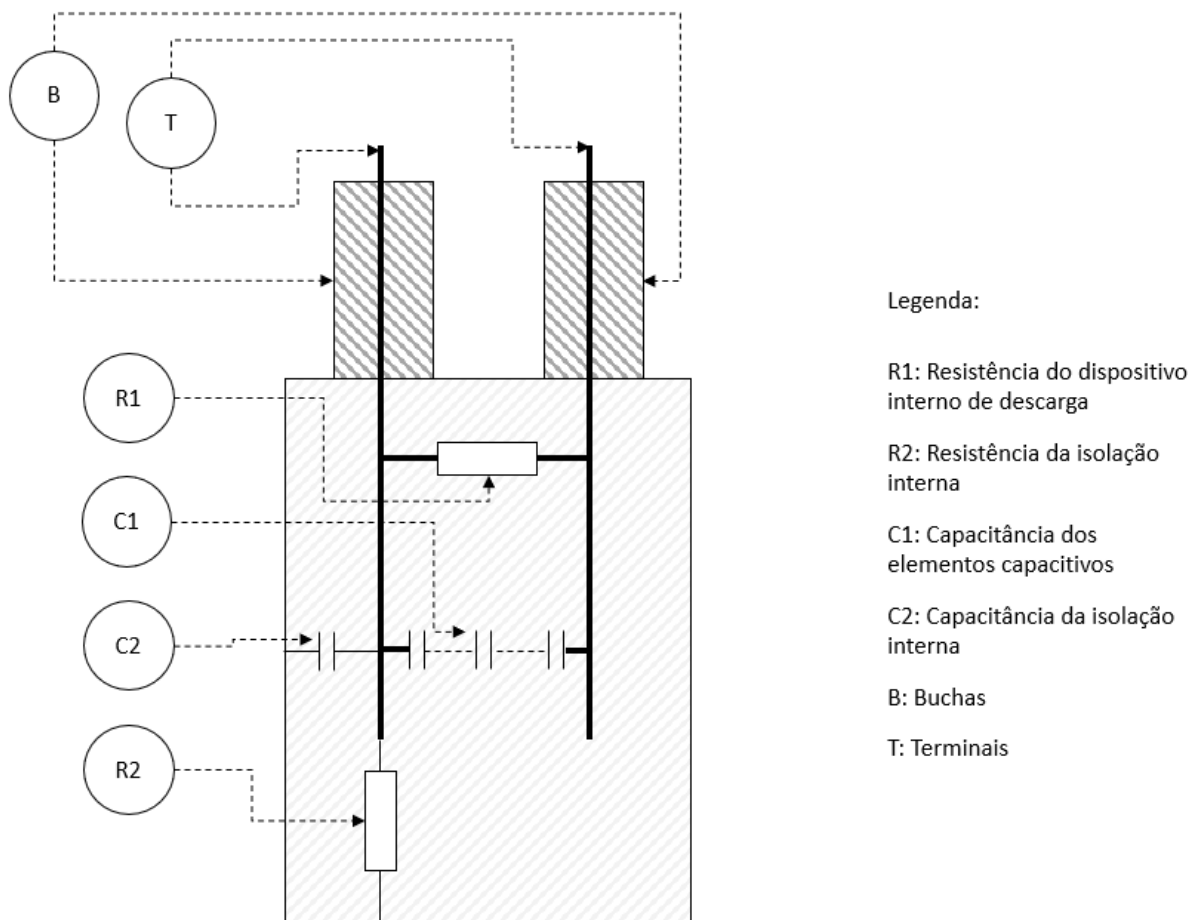 B
T
R1
C1
C2
R2
Legenda:
R1: Resistência do dispositivo
interno de descarga
R2: Resistência da isolação
interna
C1: Capacitância dos
elementos capacitivos
C2: Capacitância da isolação
interna
B: Buchas
T: Terminais